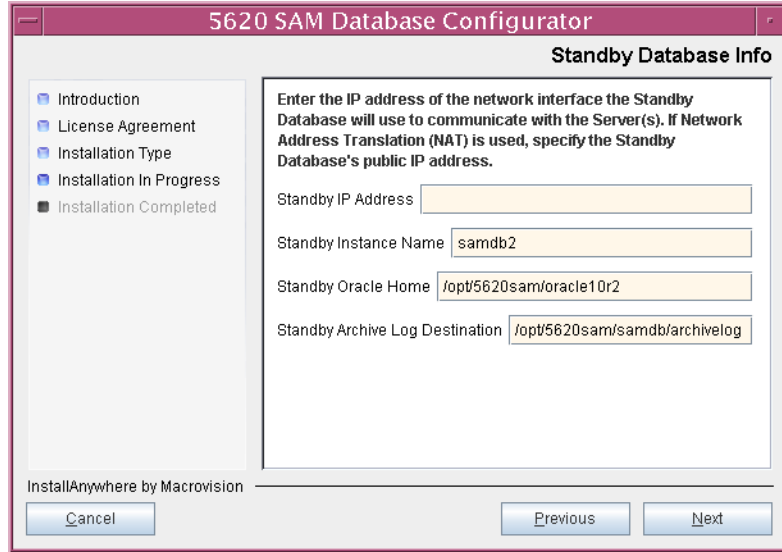 5620 SAM Database Configurator
Standby Database Info
Introduction
License Agreement
Installation Type
Installation In Progress
Installation Completed
Enter the IP address of the network interface the Standby
Database will use to communicate with the Server(s). If Network
Address Translation (NAT) is used, specify the Standby
Database's public IP address.
Standby IP Address
Standby Instance Name samdb2
Standby Oracle Home /opt/5620sam/oracle10r2
Standby Archive Log Destination /opt/5620sam/samdb/archivelog
InstallAnywhere by Macrovision
Cancel Previous Next